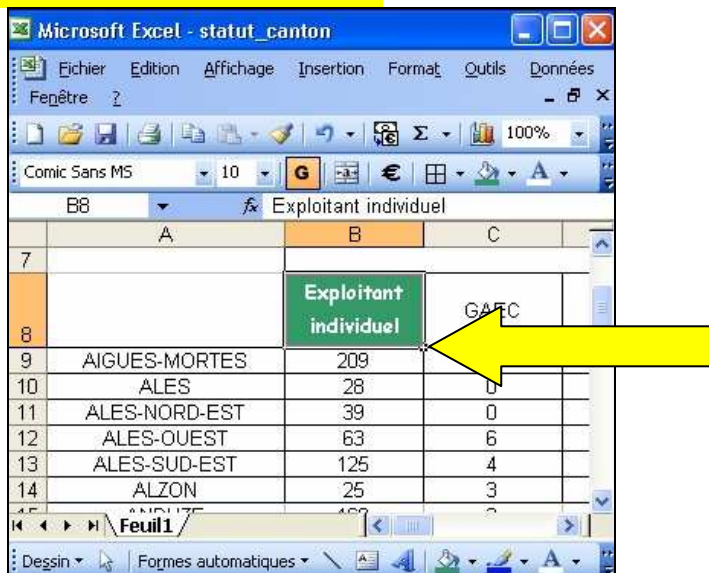 Microsoft Excel - statut_canton
Fichier Edition Affichage Insertion Format Outils Données
Fenêtre ?
Σ 100%
Comic Sans MS 10 G € A
B8 fx Exploitant individuel
A B C
7
8 Exploitant individuel GAEC
9 AIGUES-MORTES 209
10 ALES 28 0
11 ALES-NORD-EST 39 0
12 ALES-OUEST 63 6
13 ALES-SUD-EST 125 4
14 ALZON 25 3
Feuil1
Dessin Formes automatiques A A